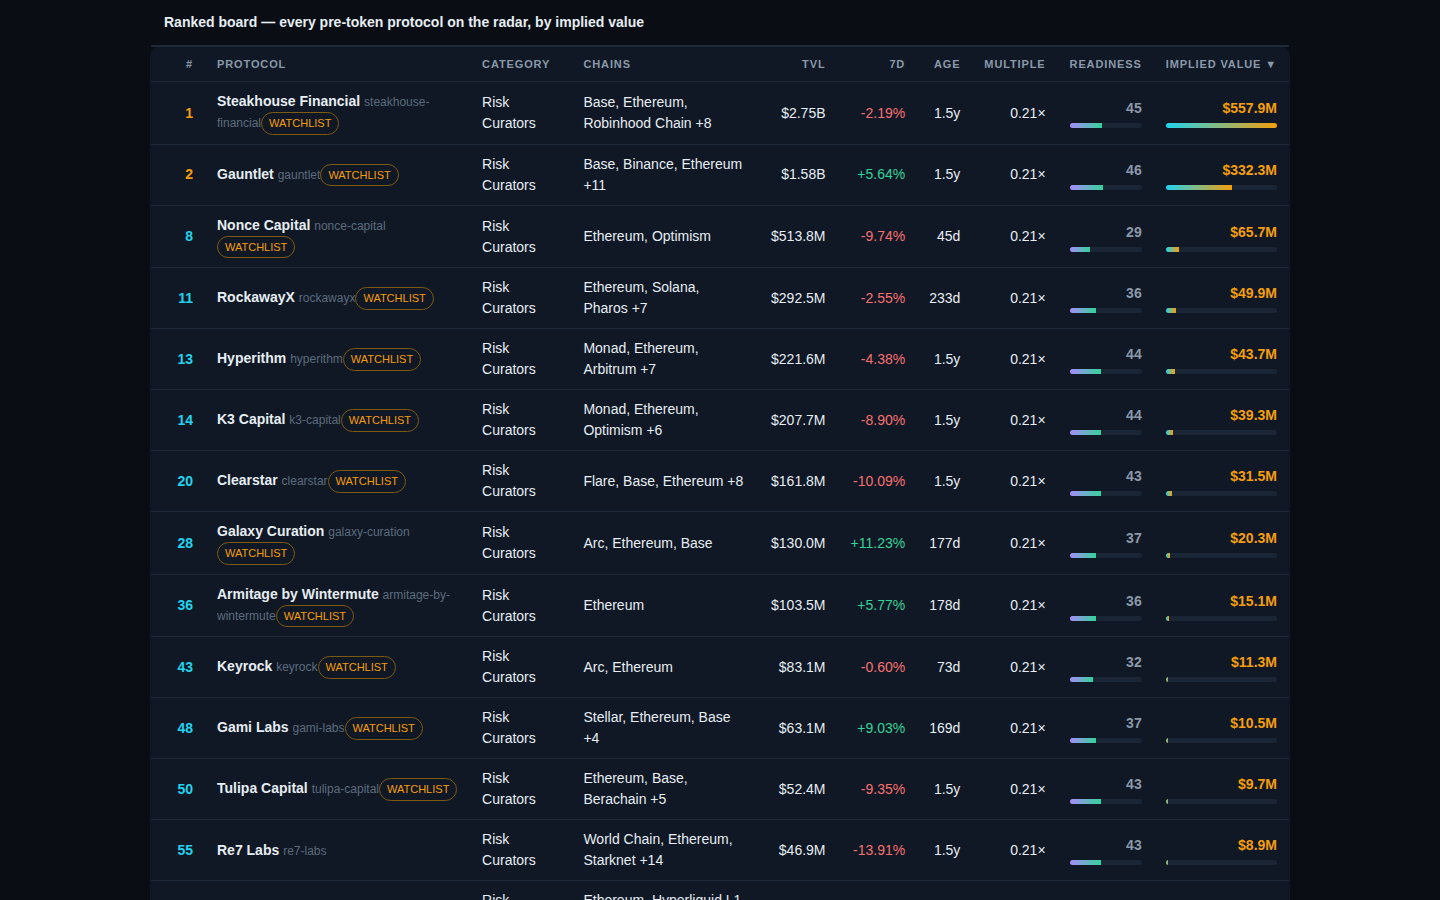 Ranked board — every pre-token protocol on the radar, by implied value
# PROTOCOL CATEGORY CHAINS TVL 7D AGE MULTIPLE READINESS IMPLIED VALUE ▼
1 Steakhouse Financial steakhouse-financial WATCHLIST Risk Curators Base, Ethereum, Robinhood Chain +8 $2.75B -2.19% 1.5y 0.21× 45 $557.9M
2 Gauntlet gauntlet WATCHLIST Risk Curators Base, Binance, Ethereum +11 $1.58B +5.64% 1.5y 0.21× 46 $332.3M
8 Nonce Capital nonce-capital WATCHLIST Risk Curators Ethereum, Optimism $513.8M -9.74% 45d 0.21× 29 $65.7M
11 RockawayX rockawayx WATCHLIST Risk Curators Ethereum, Solana, Pharos +7 $292.5M -2.55% 233d 0.21× 36 $49.9M
13 Hyperithm hyperithm WATCHLIST Risk Curators Monad, Ethereum, Arbitrum +7 $221.6M -4.38% 1.5y 0.21× 44 $43.7M
14 K3 Capital k3-capital WATCHLIST Risk Curators Monad, Ethereum, Optimism +6 $207.7M -8.90% 1.5y 0.21× 44 $39.3M
20 Clearstar clearstar WATCHLIST Risk Curators Flare, Base, Ethereum +8 $161.8M -10.09% 1.5y 0.21× 43 $31.5M
28 Galaxy Curation galaxy-curation WATCHLIST Risk Curators Arc, Ethereum, Base $130.0M +11.23% 177d 0.21× 37 $20.3M
36 Armitage by Wintermute armitage-by-wintermute WATCHLIST Risk Curators Ethereum $103.5M +5.77% 178d 0.21× 36 $15.1M
43 Keyrock keyrock WATCHLIST Risk Curators Arc, Ethereum $83.1M -0.60% 73d 0.21× 32 $11.3M
48 Gami Labs gami-labs WATCHLIST Risk Curators Stellar, Ethereum, Base +4 $63.1M +9.03% 169d 0.21× 37 $10.5M
50 Tulipa Capital tulipa-capital WATCHLIST Risk Curators Ethereum, Base, Berachain +5 $52.4M -9.35% 1.5y 0.21× 43 $9.7M
55 Re7 Labs re7-labs Risk Curators World Chain, Ethereum, Starknet +14 $46.9M -13.91% 1.5y 0.21× 43 $8.9M
Risk Ethereum, Hyperliquid L1